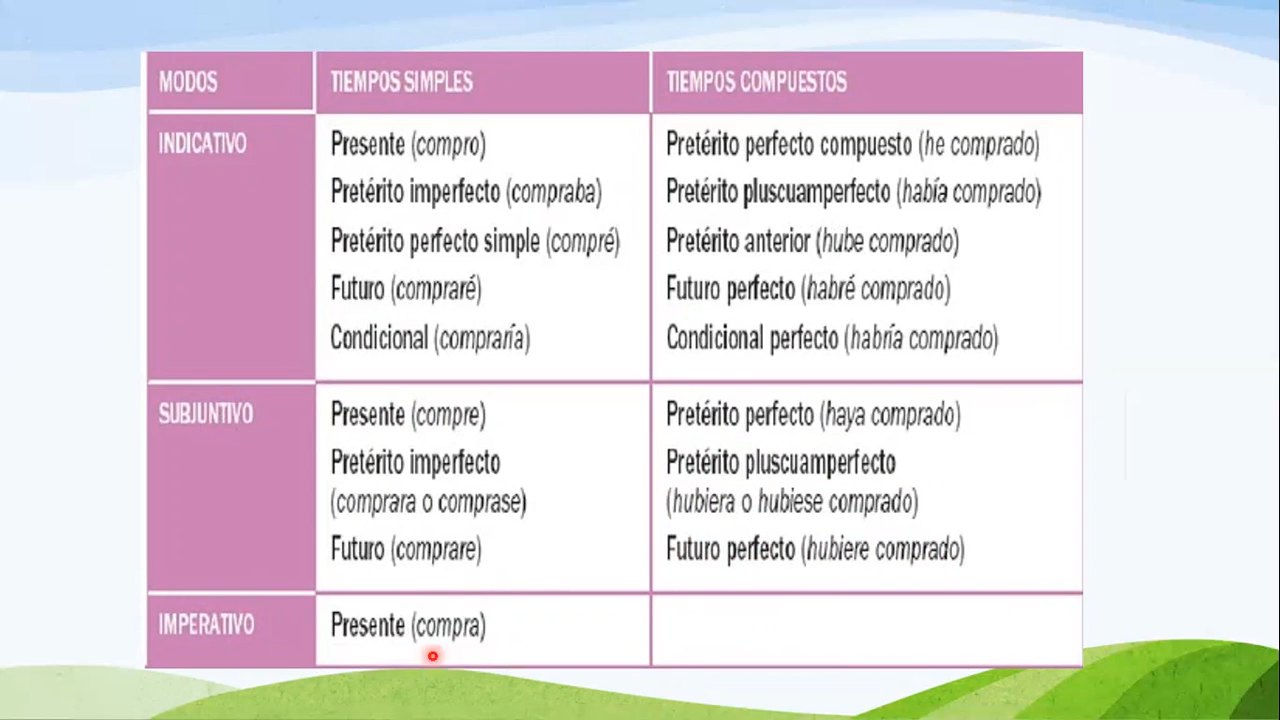 MODOS TIEMPOS SIMPLES TIEMPOS COMPUESTOS
INDICATIVO Presente (compro) Pretérito perfecto compuesto (he comprado)
Pretérito imperfecto (compraba) Pretérito pluscuamperfecto (había comprado)
Pretérito perfecto simple (compré) Pretérito anterior (hube comprado)
Futuro (compraré) Futuro perfecto (habré comprado)
Condicional (compraría) Condicional perfecto (habría comprado)
SUBJUNTIVO Presente (compre) Pretérito perfecto (haya comprado)
Pretérito imperfecto Pretérito pluscuamperfecto
(comprara o comprase) (hubiera o hubiese comprado)
Futuro (comprare) Futuro perfecto (hubiere comprado)
IMPERATIVO Presente (compra)